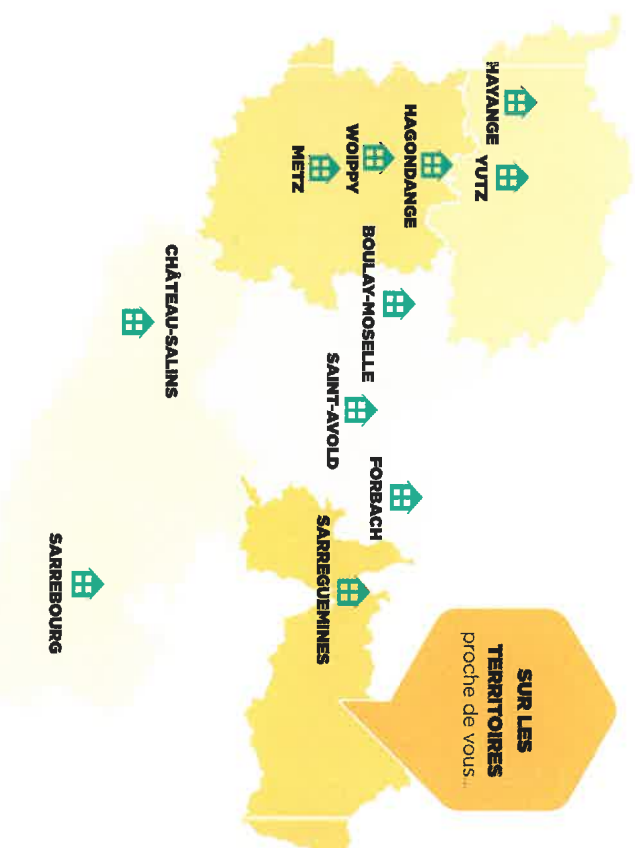 HAYANGE
YUTZ
HAGONDANGE
WOIPPY
METZ
BOULAY-MOSELLE
SAINT-AVOLD
FORBACH
CHÂTEAU-SALINS
SARREGUEMINES
SARREBOURG
SUR LES
TERRITOIRES
proche de vous...